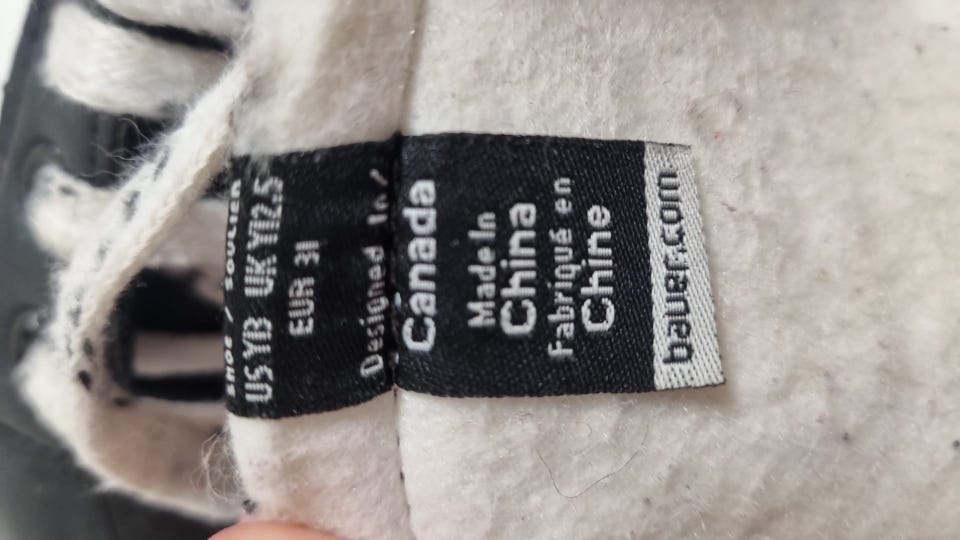 SHOE / SOULIER
US Y13 UK Y12.5
EUR 31
Designed In/
Canada
Made In
China
Fabriqué en
Chine
bauer.com